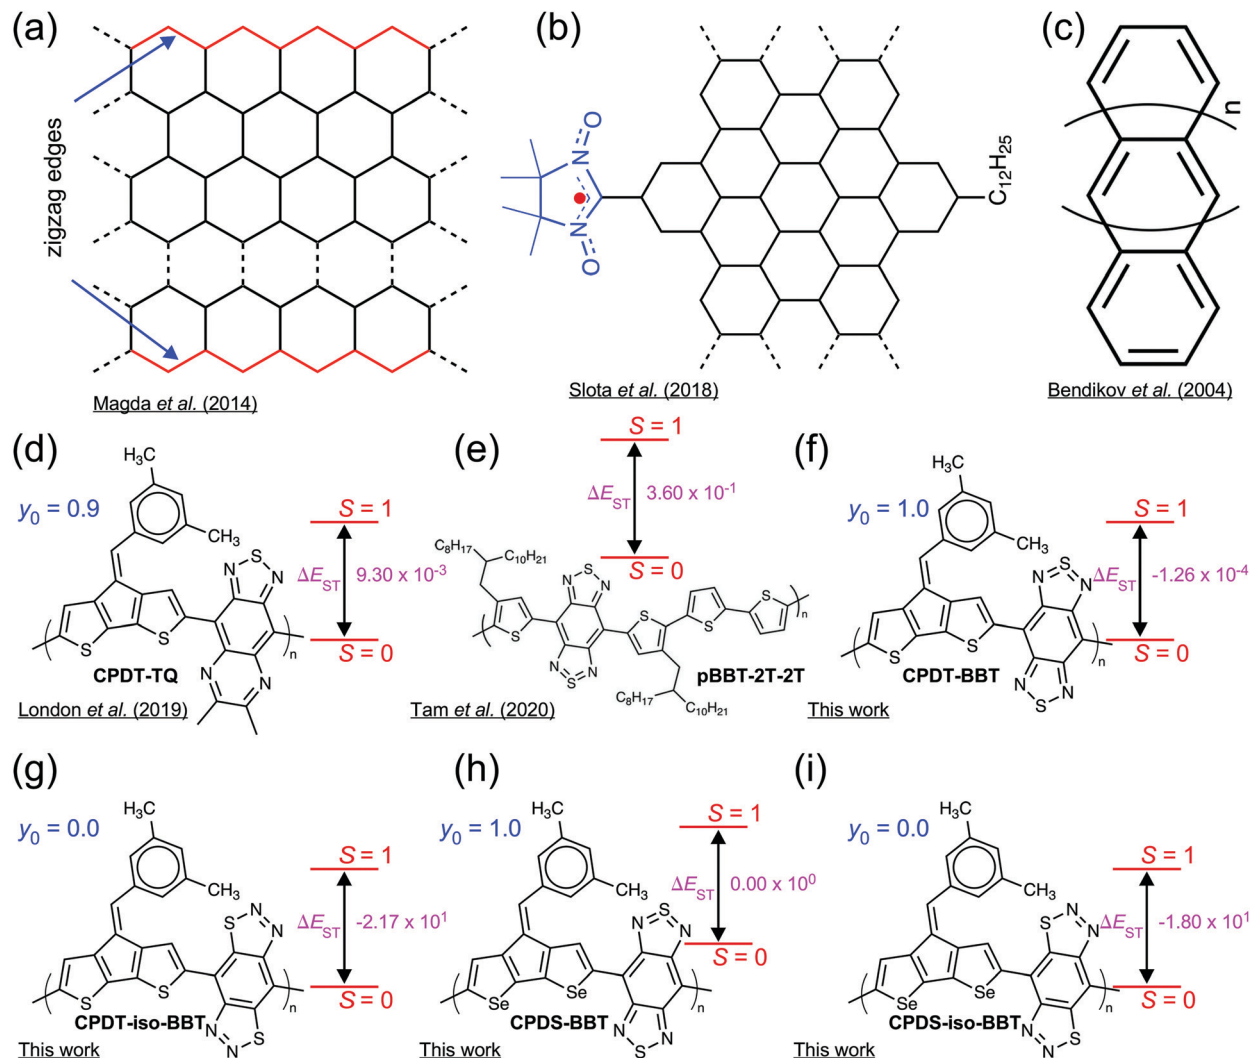 (a)
zigzag edges
Magda et al. (2014)
(b)
N
O
N
O
C12H25
Slota et al. (2018)
(c)
n
Bendikov et al. (2004)
(d)
y0 = 0.9
H3C
CH3
S
N
N
S
S
N
N
n
CPDT-TQ
S = 1
ΔEST
9.30 x 10-3
S = 0
London et al. (2019)
(e)
S = 1
ΔEST
3.60 x 10-1
S = 0
C8H17
C10H21
S
N
N
S
N
N
S
S
S
S
n
C8H17
C10H21
pBBT-2T-2T
Tam et al. (2020)
(f)
y0 = 1.0
H3C
CH3
N
S
N
S
S
N
N
S
n
CPDT-BBT
S = 1
ΔEST
-1.26 x 10-4
S = 0
This work
(g)
y0 = 0.0
H3C
CH3
N
S
N
S
S
N
S
N
n
CPDT-iso-BBT
S = 1
ΔEST
-2.17 x 101
S = 0
This work
(h)
y0 = 1.0
H3C
CH3
S
N
N
Se
Se
N
N
S
n
CPDS-BBT
S = 1
ΔEST
0.00 x 100
S = 0
This work
(i)
y0 = 0.0
H3C
CH3
N
S
N
Se
Se
N
S
N
n
CPDS-iso-BBT
S = 1
ΔEST
-1.80 x 101
S = 0
This work